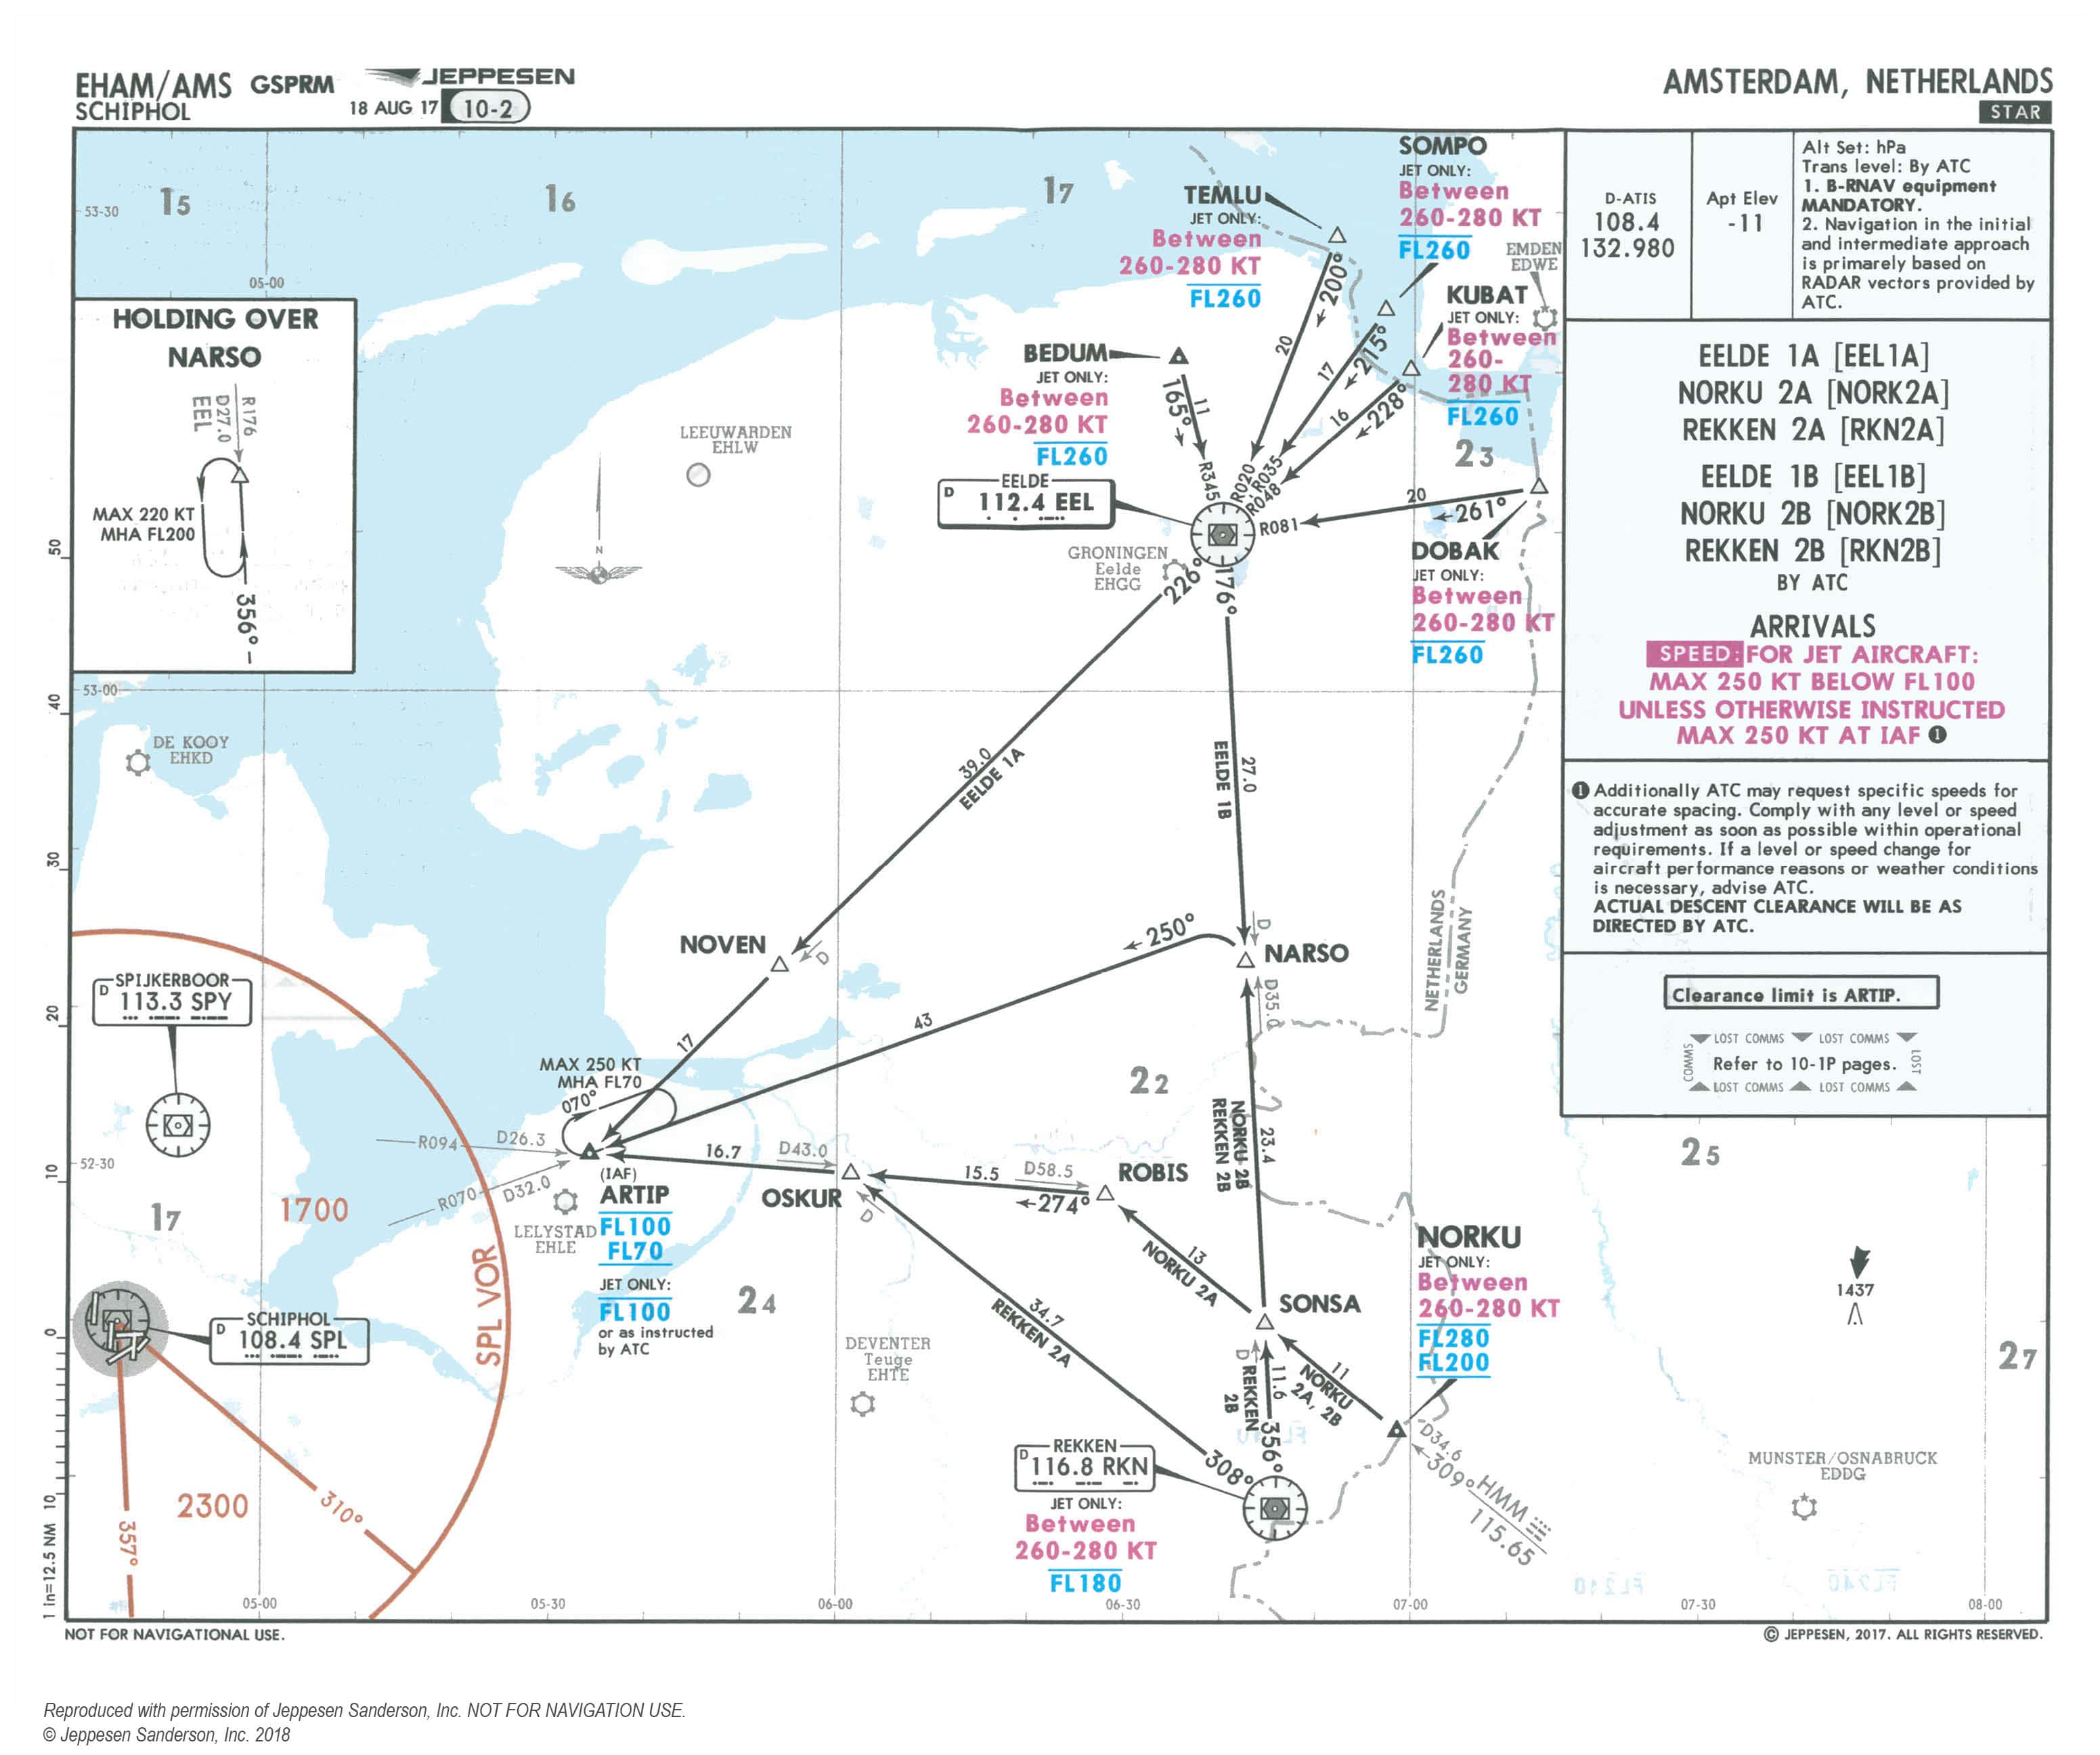 EHAM/AMS GSPRM JEPPESEN
SCHIPHOL 18 AUG 17 10-2
AMSTERDAM, NETHERLANDS
STAR
D-ATIS
108.4
132.980
Apt Elev
-11
Alt Set: hPa
Trans level: By ATC
1. B-RNAV equipment
MANDATORY.
2. Navigation in the initial
and intermediate approach
is primarely based on
RADAR vectors provided by
ATC.
EELDE 1A [EEL1A]
NORKU 2A [NORK2A]
REKKEN 2A [RKN2A]
EELDE 1B [EEL1B]
NORKU 2B [NORK2B]
REKKEN 2B [RKN2B]
BY ATC
ARRIVALS
SPEED: FOR JET AIRCRAFT:
MAX 250 KT BELOW FL100
UNLESS OTHERWISE INSTRUCTED
MAX 250 KT AT IAF 1
1 Additionally ATC may request specific speeds for
accurate spacing. Comply with any level or speed
adjustment as soon as possible within operational
requirements. If a level or speed change for
aircraft performance reasons or weather conditions
is necessary, advise ATC.
ACTUAL DESCENT CLEARANCE WILL BE AS
DIRECTED BY ATC.
Clearance limit is ARTIP.
LOST COMMS LOST COMMS
COMMS Refer to 10-1P pages. LOST
LOST COMMS LOST COMMS
15
16
17
53-30
05-00
HOLDING OVER
NARSO
R176
D27.0
EEL
MAX 220 KT
MHA FL200
356°
TEMLU
JET ONLY:
Between
260-280 KT
FL260
SOMPO
JET ONLY:
Between
260-280 KT
FL260
EMDEN
EDWE
KUBAT
JET ONLY:
Between
260-
280 KT
FL260
23
BEDUM
JET ONLY:
Between
260-280 KT
FL260
200°
20
215°
17
228°
16
165°
11
R345
R020
R035
R048
R081
20
261°
LEEUWARDEN
EHLW
EELDE
D 112.4 EEL
GRONINGEN
Eelde
EHGG
DOBAK
JET ONLY:
Between
260-280 KT
FL260
N
226°
176°
50
40
30
20
10
0
10
1 in=12.5 NM
53-00
DE KOOY
EHKD
39.0
EELDE 1A
27.0
EELDE 1B
NETHERLANDS
GERMANY
NOVEN
D
250°
D
NARSO
D35.0
43
17
SPIJKERBOOR
D 113.3 SPY
MAX 250 KT
MHA FL70
070°
22
NORKU 2B
REKKEN 2B
23.4
R094
D26.3
R070
D32.0
52-30
17
1700
(IAF)
ARTIP
FL100
FL70
JET ONLY:
FL100
or as instructed
by ATC
LELYSTAD
EHLE
16.7
D43.0
OSKUR
D
15.5
D58.5
274°
ROBIS
25
13
NORKU 2A
NORKU
JET ONLY:
Between
260-280 KT
FL280
FL200
SONSA
24
1437
27
SPL VOR
SCHIPHOL
D 108.4 SPL
34.7
REKKEN 2A
DEVENTER
Teuge
EHTE
D
11.6
REKKEN
2B
11
NORKU
2A, 2B
356°
308°
D34.6
309°
HMM
115.65
REKKEN
D 116.8 RKN
JET ONLY:
Between
260-280 KT
FL180
MUNSTER/OSNABRUCK
EDDG
2300
310°
357°
05-00
05-30
06-00
06-30
07-00
07-30
08-00
NOT FOR NAVIGATIONAL USE.
© JEPPESEN, 2017. ALL RIGHTS RESERVED.
Reproduced with permission of Jeppesen Sanderson, Inc. NOT FOR NAVIGATION USE.
© Jeppesen Sanderson, Inc. 2018